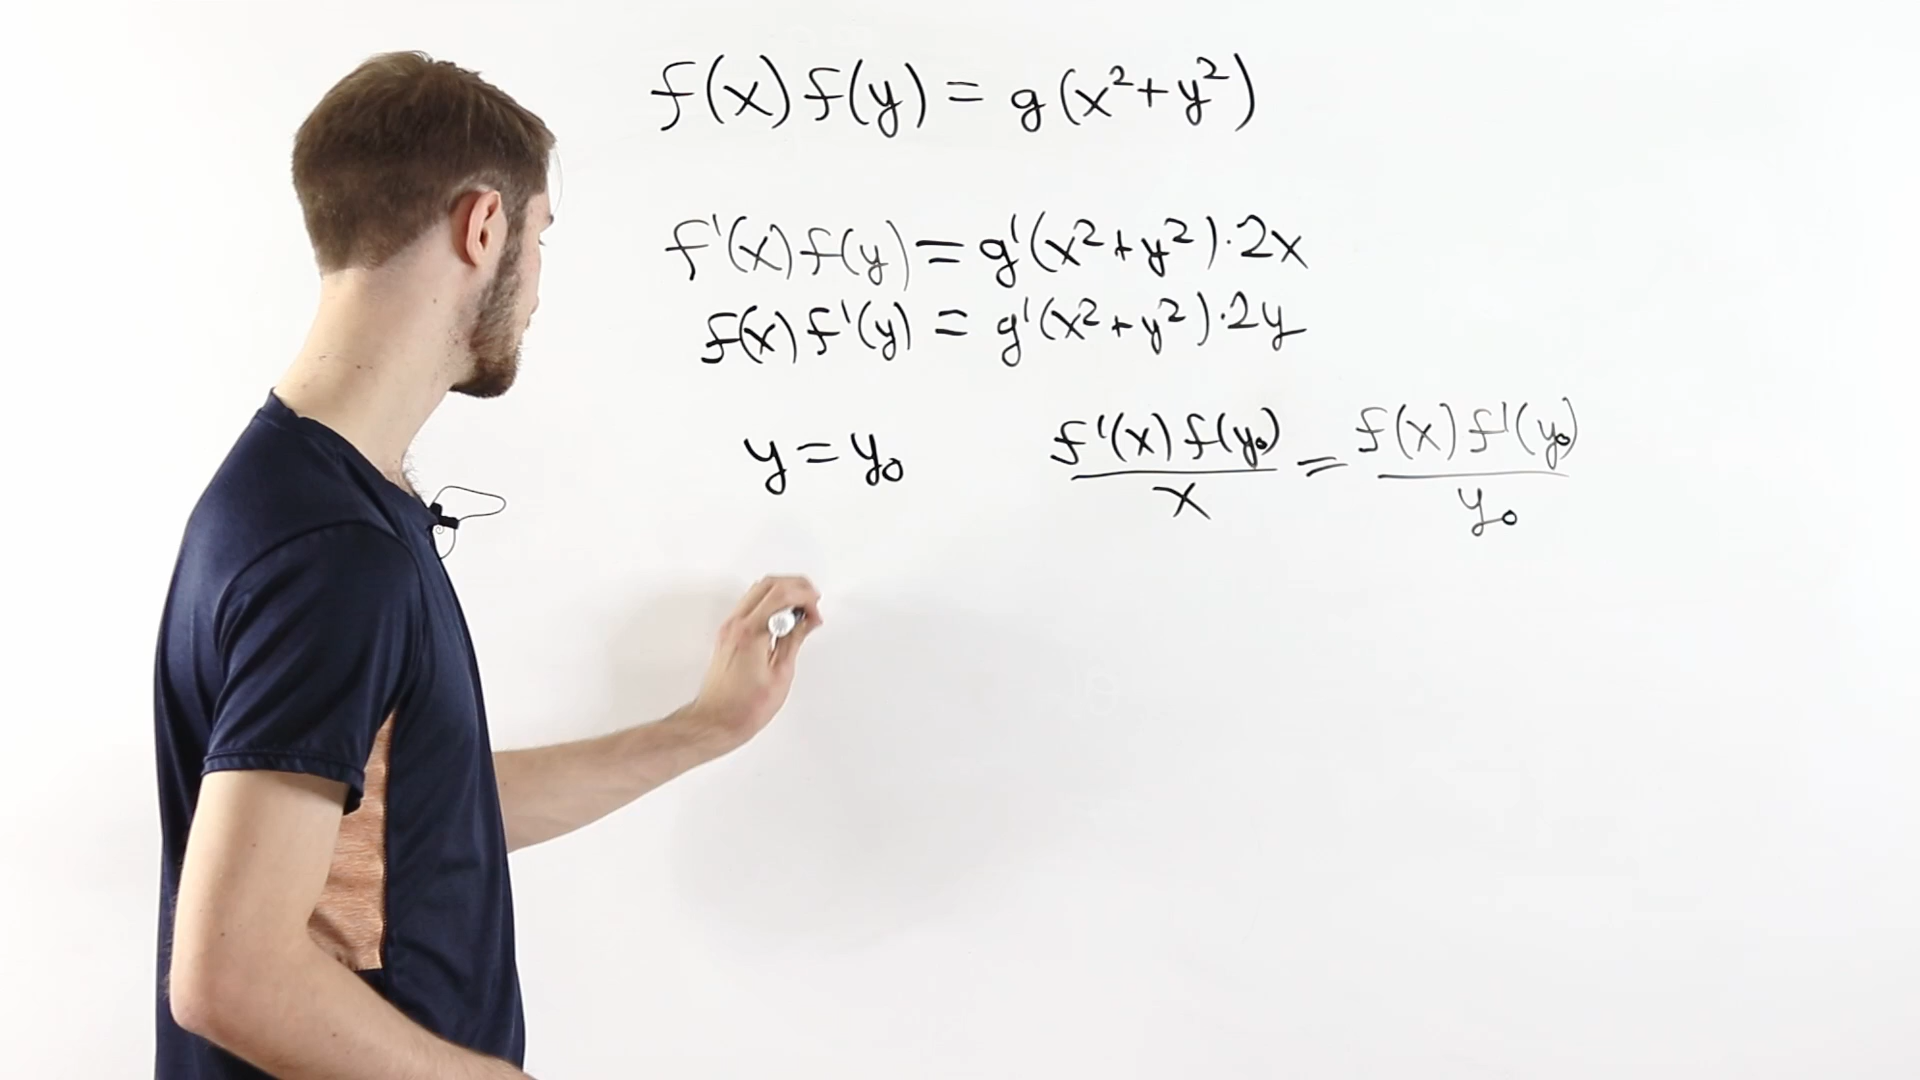 f(x) f(y) = g(x²+y²)
f'(x) f(y) = g'(x²+y²)·2x
f(x) f'(y) = g'(x²+y²)·2y
y = y₀
f'(x) f(y₀) / x = f(x) f'(y₀) / y₀